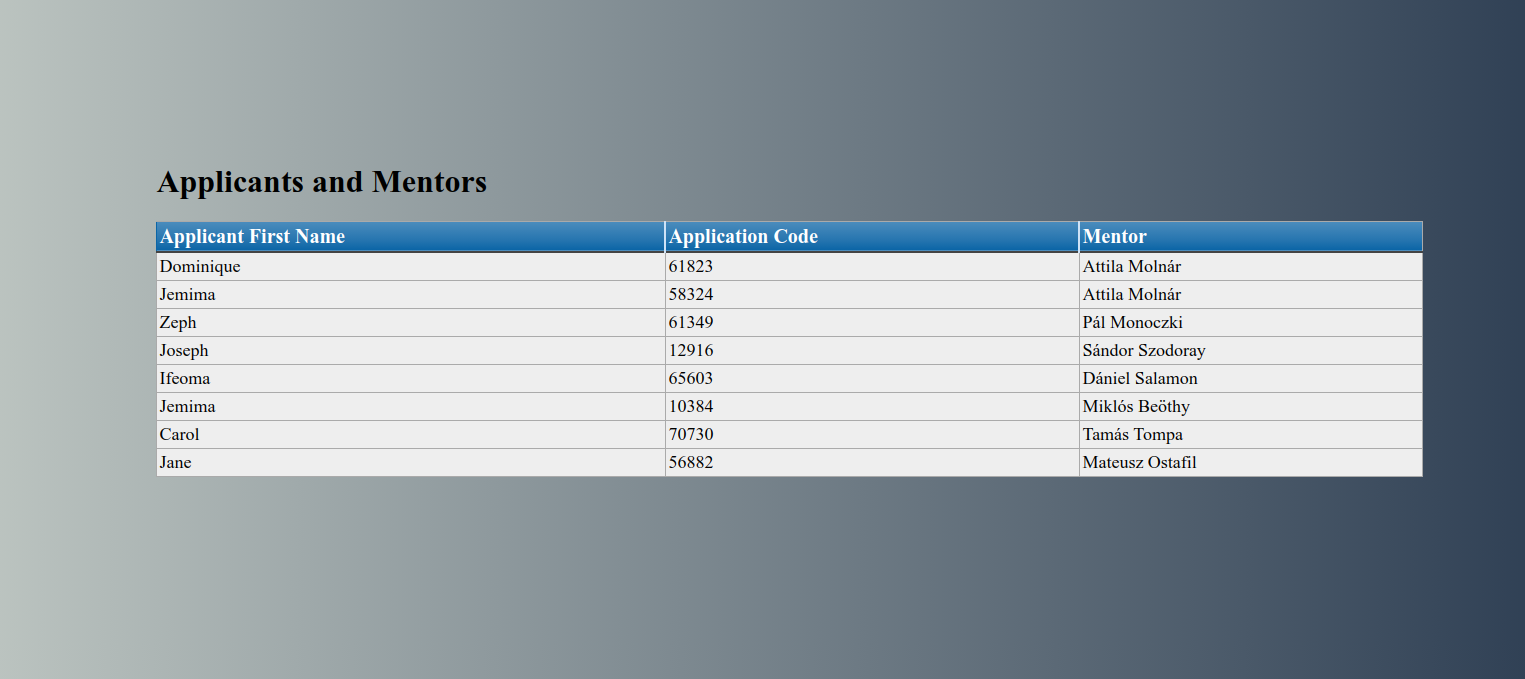 Applicants and Mentors
Applicant First Name Application Code Mentor
Dominique 61823 Attila Molnár
Jemima 58324 Attila Molnár
Zeph 61349 Pál Monoczki
Joseph 12916 Sándor Szodoray
Ifeoma 65603 Dániel Salamon
Jemima 10384 Miklós Beöthy
Carol 70730 Tamás Tompa
Jane 56882 Mateusz Ostafil